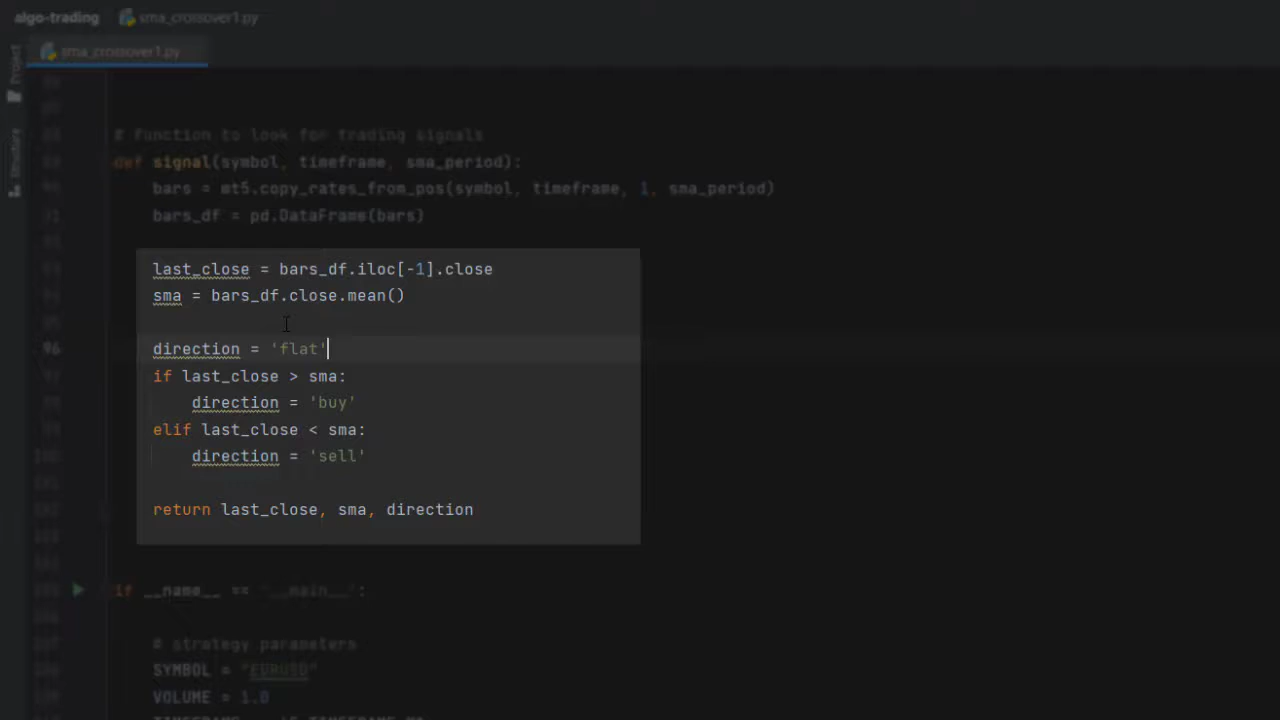 algo-trading sma_crossover1.py
sma_crossover1.py
Project
Structure
# function to look for trading signals
def signal(symbol, timeframe, sma_period):
bars = mt5.copy_rates_from_pos(symbol, timeframe, 1, sma_period)
bars_df = pd.DataFrame(bars)
last_close = bars_df.iloc[-1].close
sma = bars_df.close.mean()
96 direction = 'flat'
if last_close > sma:
direction = 'buy'
elif last_close < sma:
direction = 'sell'
return last_close, sma, direction
if __name__ == '__main__':
# strategy parameters
SYMBOL = "EURUSD"
VOLUME = 1.0